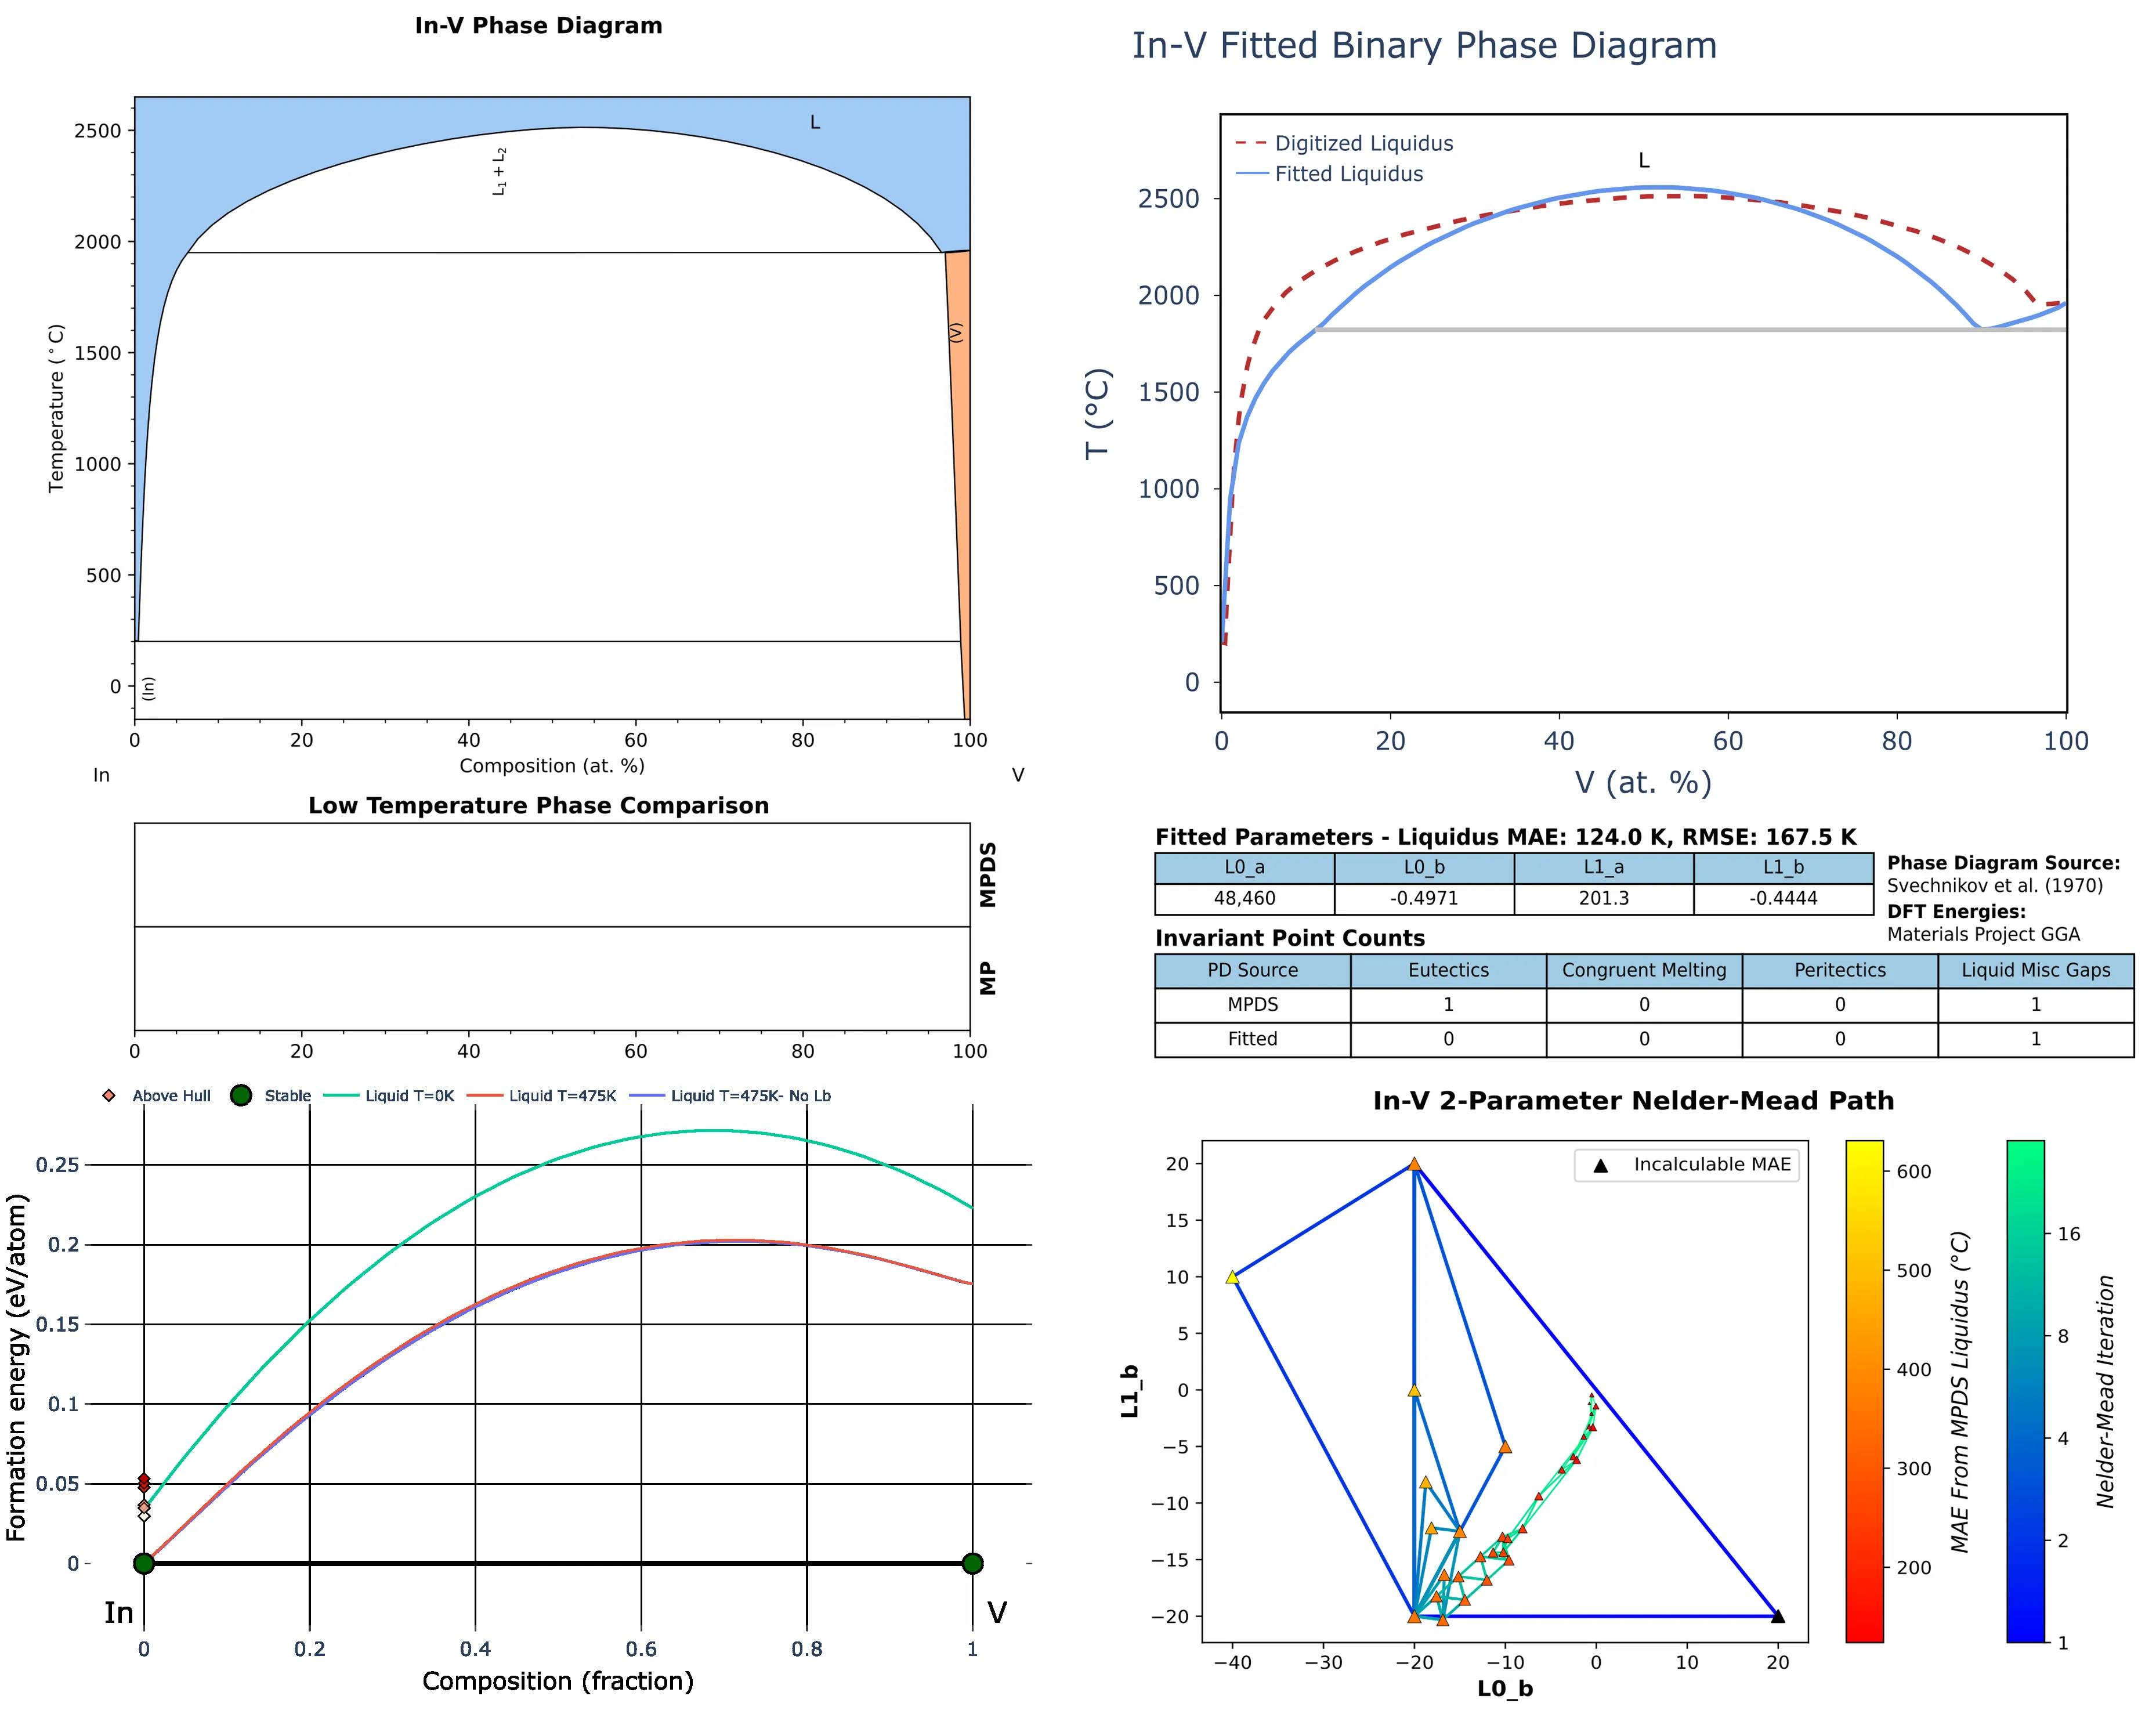 In-V Phase Diagram
2500
2000
1500
1000
500
0
Temperature (°C)
L
L1 + L2
(V)
(In)
0 20 40 60 80 100
Composition (at. %)
In V
In-V Fitted Binary Phase Diagram
Digitized Liquidus
Fitted Liquidus
L
2500
2000
1500
1000
500
0
T (°C)
0 20 40 60 80 100
V (at. %)
Low Temperature Phase Comparison
MPDS
MP
0 20 40 60 80 100
Fitted Parameters - Liquidus MAE: 124.0 K, RMSE: 167.5 K
L0_a L0_b L1_a L1_b
48,460 -0.4971 201.3 -0.4444
Phase Diagram Source:
Svechnikov et al. (1970)
DFT Energies:
Materials Project GGA
Invariant Point Counts
PD Source Eutectics Congruent Melting Peritectics Liquid Misc Gaps
MPDS 1 0 0 1
Fitted 0 0 0 1
Above Hull Stable Liquid T=0K Liquid T=475K Liquid T=475K- No Lb
0.25
0.2
0.15
0.1
0.05
0
Formation energy (eV/atom)
In V
0 0.2 0.4 0.6 0.8 1
Composition (fraction)
In-V 2-Parameter Nelder-Mead Path
Incalculable MAE
20
15
10
5
0
−5
−10
−15
−20
L1_b
−40 −30 −20 −10 0 10 20
L0_b
600
500
400
300
200
MAE From MPDS Liquidus (°C)
16
8
4
2
1
Nelder-Mead Iteration